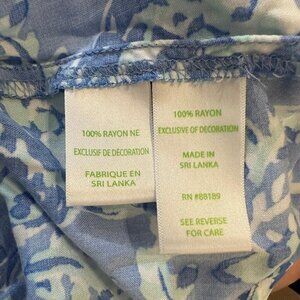 100% RAYON NE
EXCLUSIF DE DÉCORATION
FABRIQUE EN
SRI LANKA
100% RAYON
EXCLUSIVE OF DECORATION
MADE IN
SRI LANKA
RN #88189
SEE REVERSE
FOR CARE